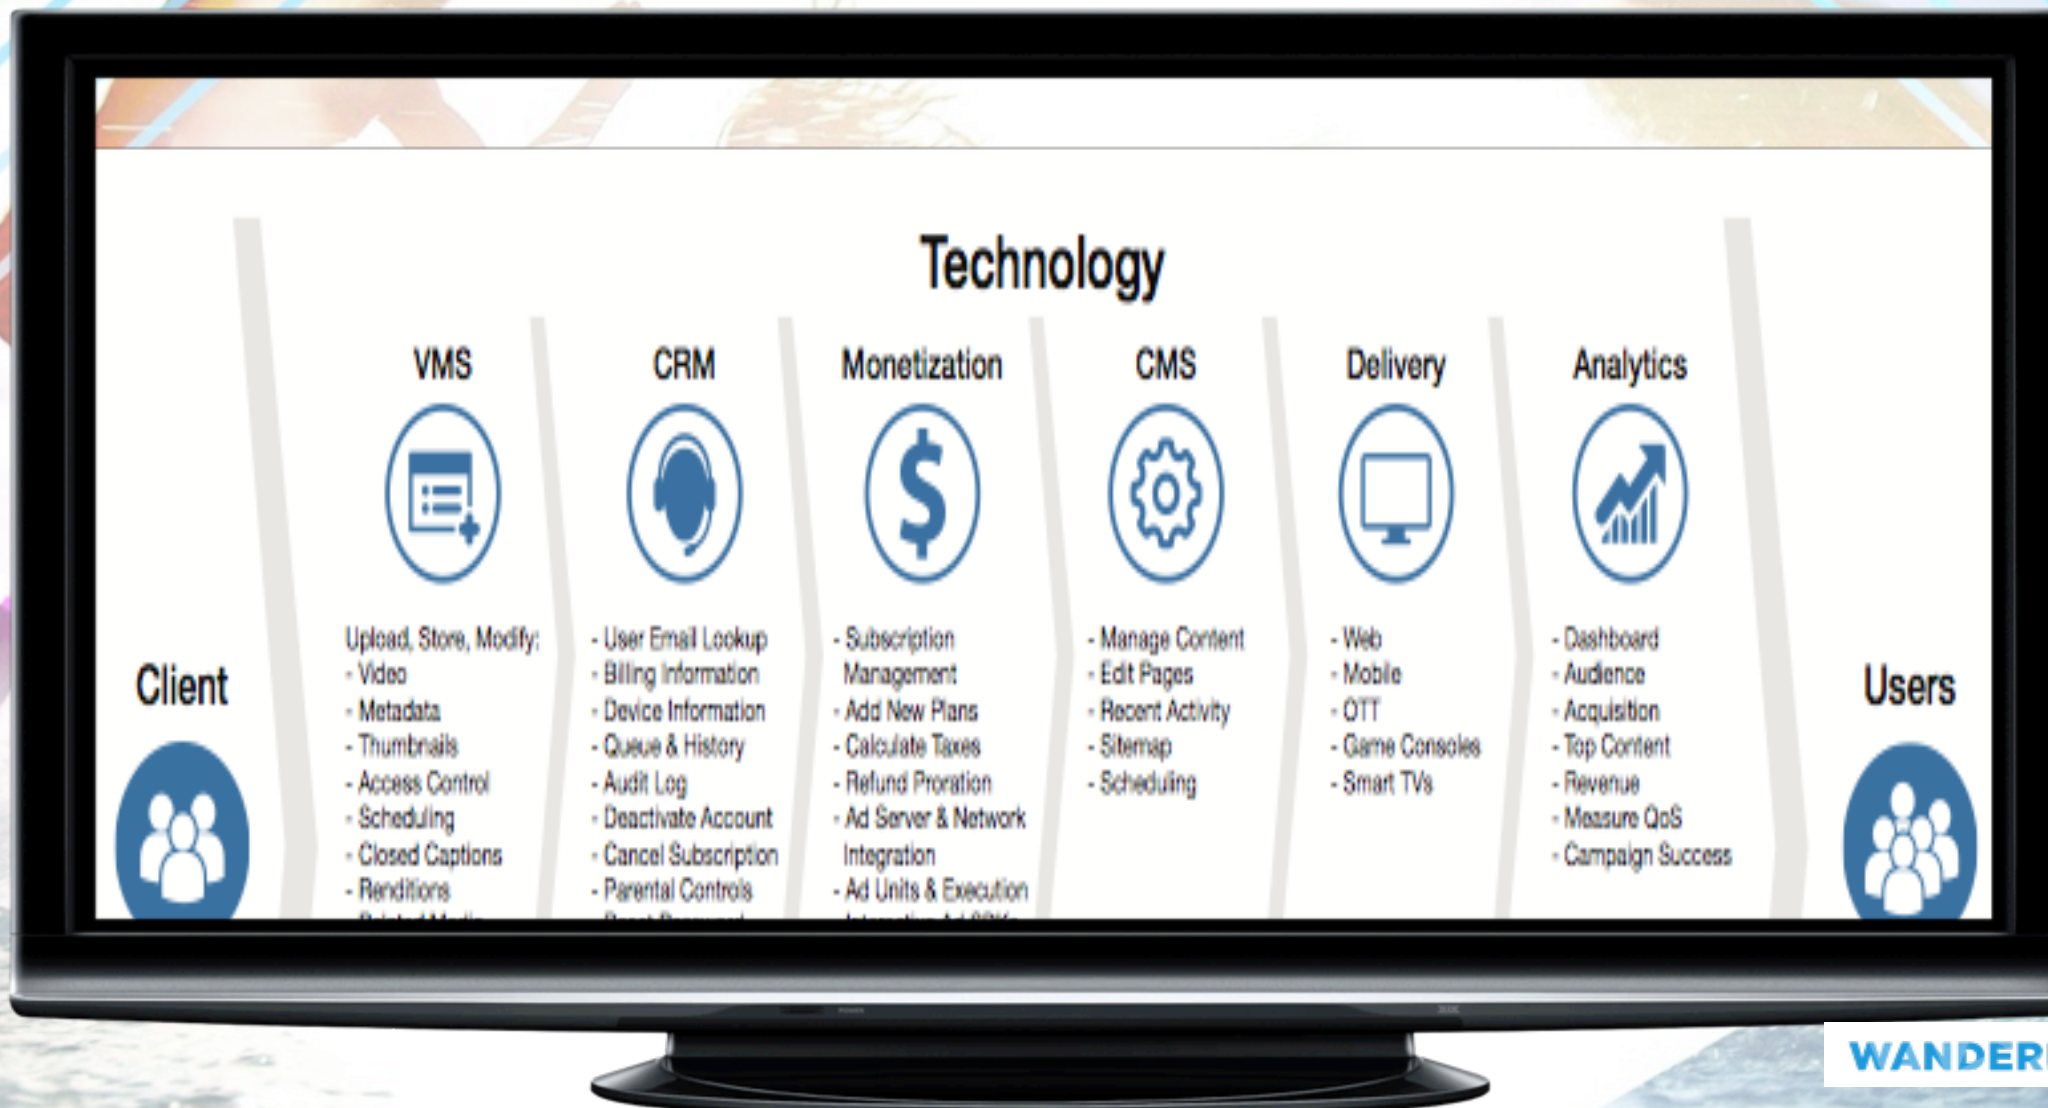 Technology
Client
VMS
Upload, Store, Modify:
- Video
- Metadata
- Thumbnails
- Access Control
- Scheduling
- Closed Captions
- Renditions
CRM
- User Email Lookup
- Billing Information
- Device Information
- Queue & History
- Audit Log
- Deactivate Account
- Cancel Subscription
- Parental Controls
Monetization
- Subscription
Management
- Add New Plans
- Calculate Taxes
- Refund Proration
- Ad Server & Network
Integration
- Ad Units & Execution
CMS
- Manage Content
- Edit Pages
- Recent Activity
- Sitemap
- Scheduling
Delivery
- Web
- Mobile
- OTT
- Game Consoles
- Smart TVs
Analytics
- Dashboard
- Audience
- Acquisition
- Top Content
- Revenue
- Measure QoS
- Campaign Success
Users
POWER
WANDER